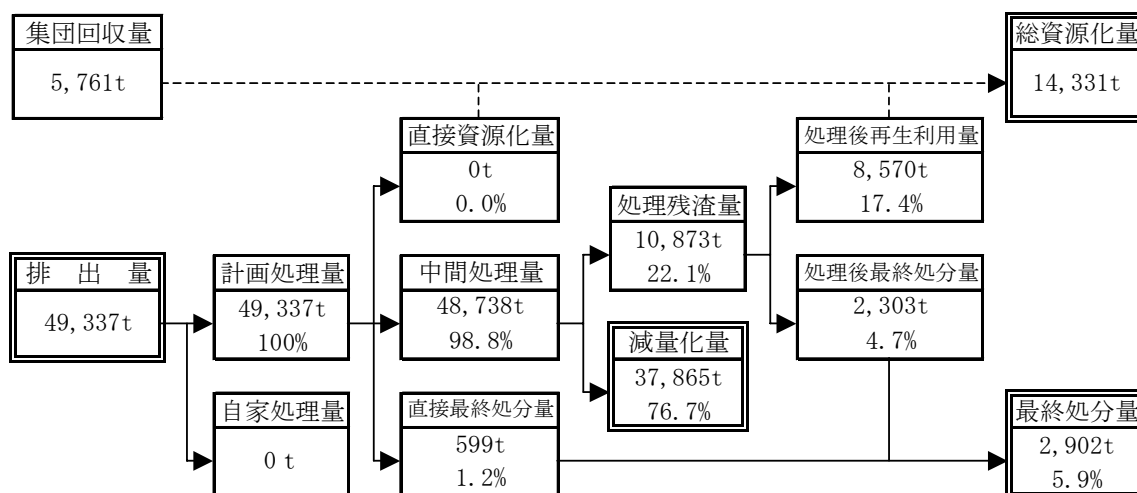 集団回収量
5,761t
総資源化量
14,331t
直接資源化量
0t
0.0%
処理後再生利用量
8,570t
17.4%
処理残渣量
10,873t
22.1%
排　出　量
49,337t
計画処理量
49,337t
100%
中間処理量
48,738t
98.8%
処理後最終処分量
2,303t
4.7%
減量化量
37,865t
76.7%
自家処理量
0 t
直接最終処分量
599t
1.2%
最終処分量
2,902t
5.9%